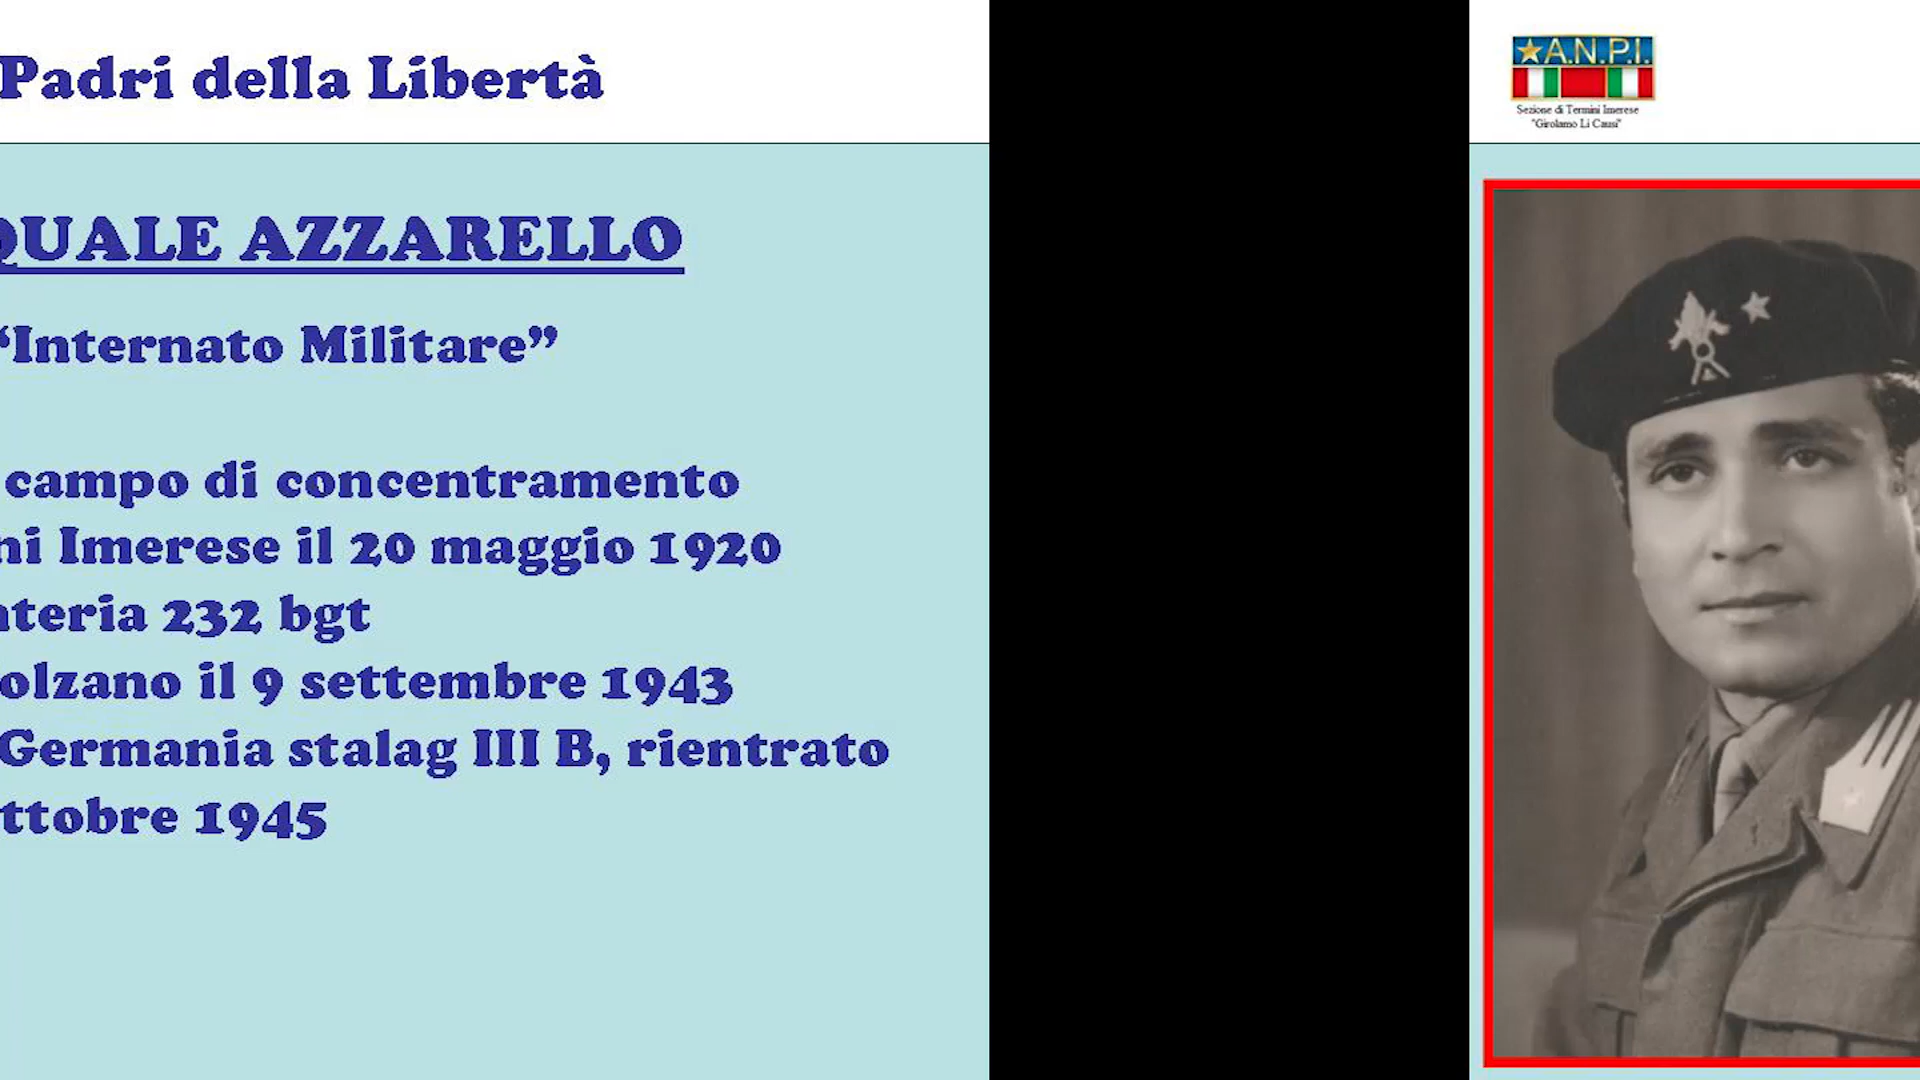 Padri della Libertà
QUALE AZZARELLO
“Internato Militare”
campo di concentramento
ni Imerese il 20 maggio 1920
nteria 232 bgt
olzano il 9 settembre 1943
Germania stalag III B, rientrato
ttobre 1945
A.N.P.I.
Sezione di Termini Imerese
"Girolamo Li Causi"